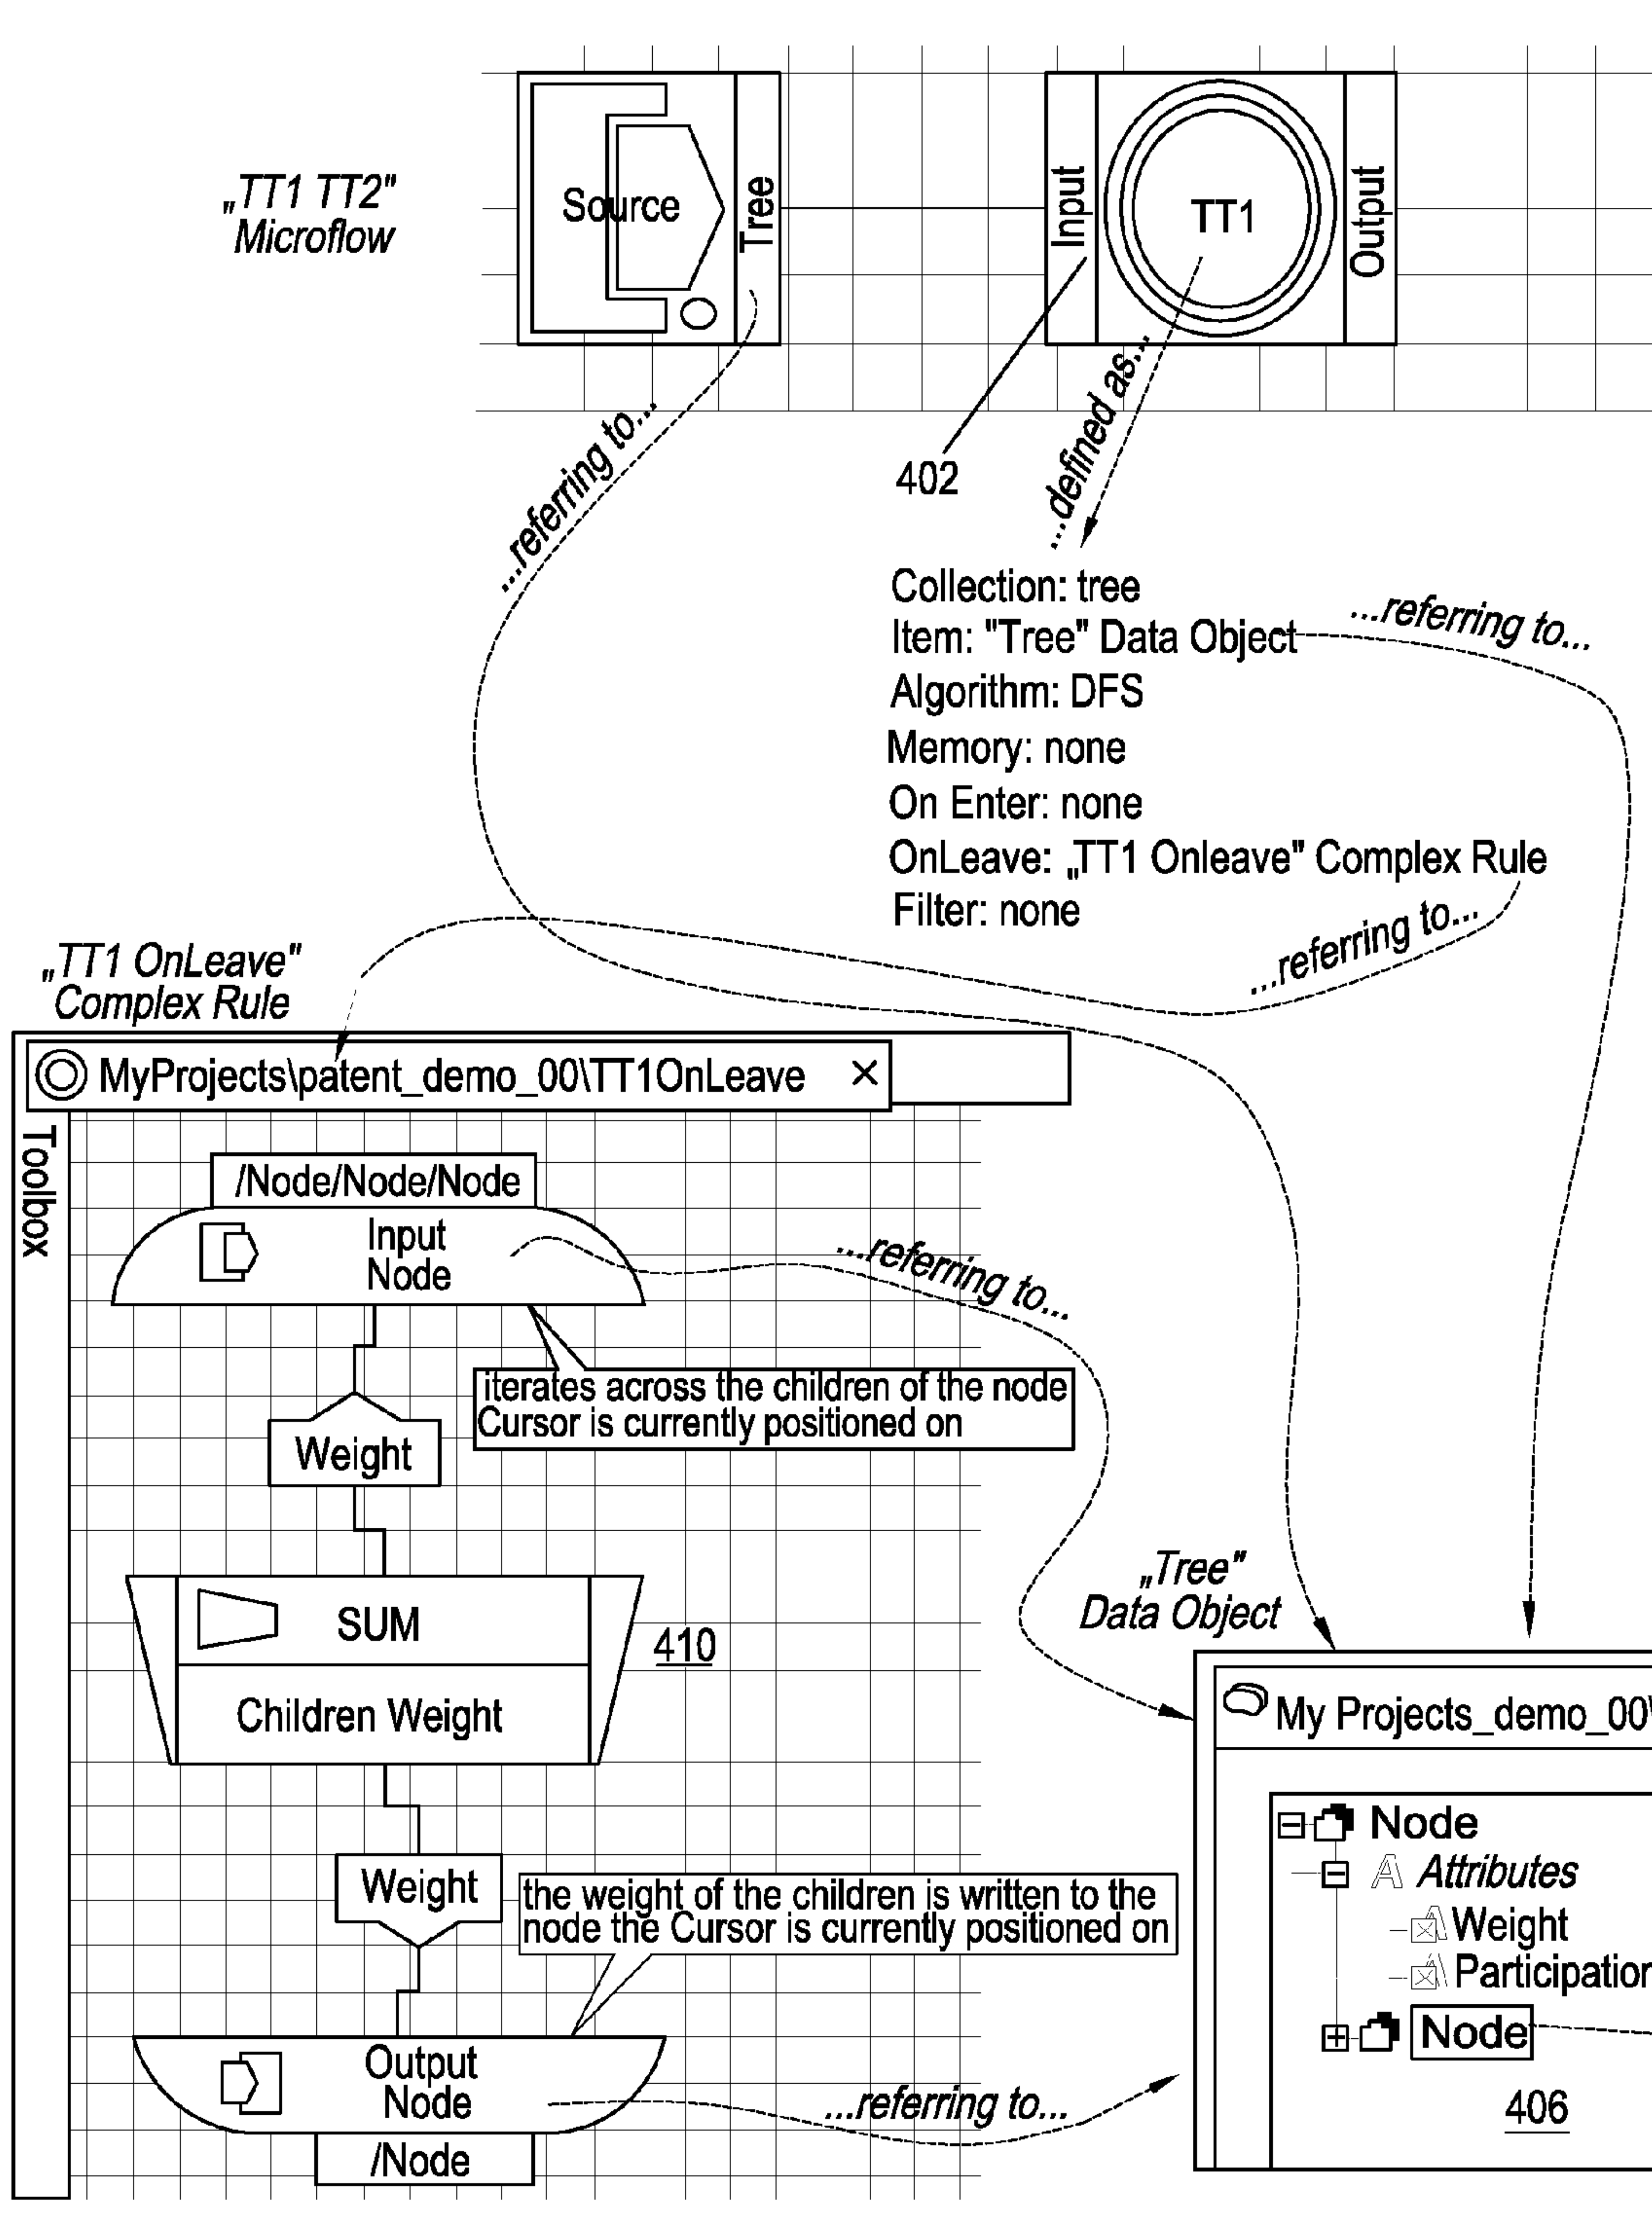 „TT1 TT2"
Microflow
Source
Tree
Input
TT1
Output
...referring to...
402
...defined as...
Collection: tree
Item: "Tree" Data Object
...referring to...
Algorithm: DFS
Memory: none
On Enter: none
OnLeave: „TT1 Onleave" Complex Rule
Filter: none
...referring to...
„TT1 OnLeave"
Complex Rule
MyProjects\patent_demo_00\TT1OnLeave
Toolbox
/Node/Node/Node
Input
Node
...referring to...
iterates across the children of the node
Cursor is currently positioned on
Weight
„Tree"
Data Object
SUM
410
Children Weight
My Projects_demo_00\
Node
Attributes
Weight
Participation
Node
406
Weight
the weight of the children is written to the
node the Cursor is currently positioned on
Output
Node
...referring to...
/Node